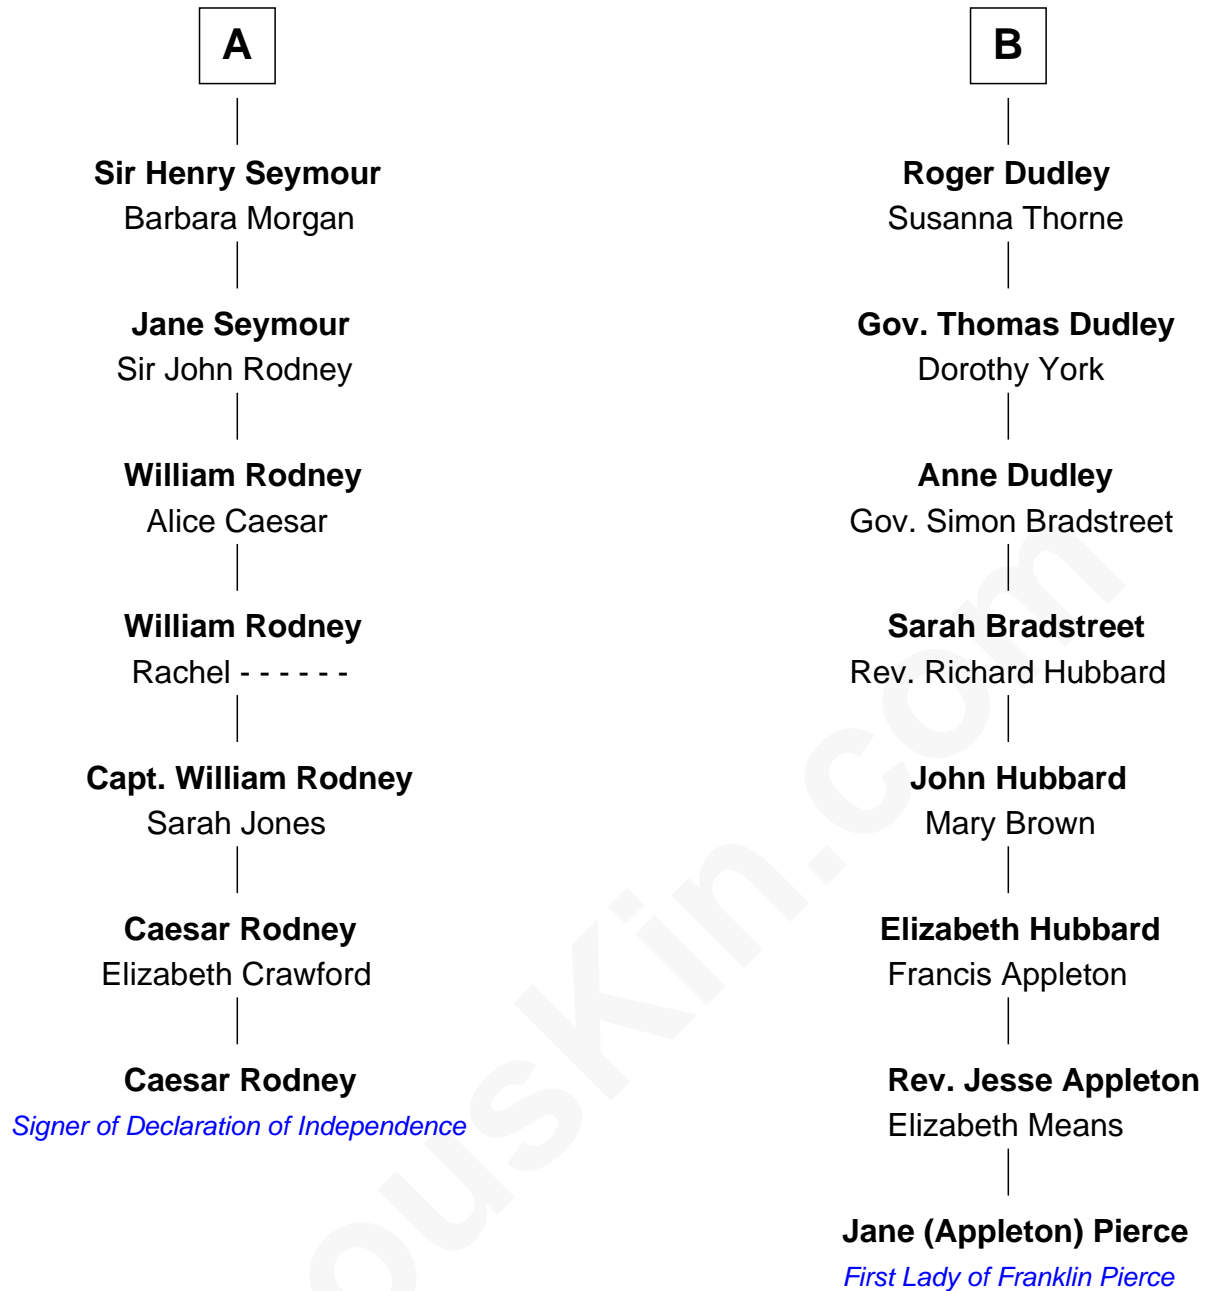 A
Sir Henry Seymour
Barbara Morgan
Jane Seymour
Sir John Rodney
William Rodney
Alice Caesar
William Rodney
Rachel - - - - - -
Capt. William Rodney
Sarah Jones
Caesar Rodney
Elizabeth Crawford
Caesar Rodney
Signer of Declaration of Independence
B
Roger Dudley
Susanna Thorne
Gov. Thomas Dudley
Dorothy York
Anne Dudley
Gov. Simon Bradstreet
Sarah Bradstreet
Rev. Richard Hubbard
John Hubbard
Mary Brown
Elizabeth Hubbard
Francis Appleton
Rev. Jesse Appleton
Elizabeth Means
Jane (Appleton) Pierce
First Lady of Franklin Pierce
ousKin.com